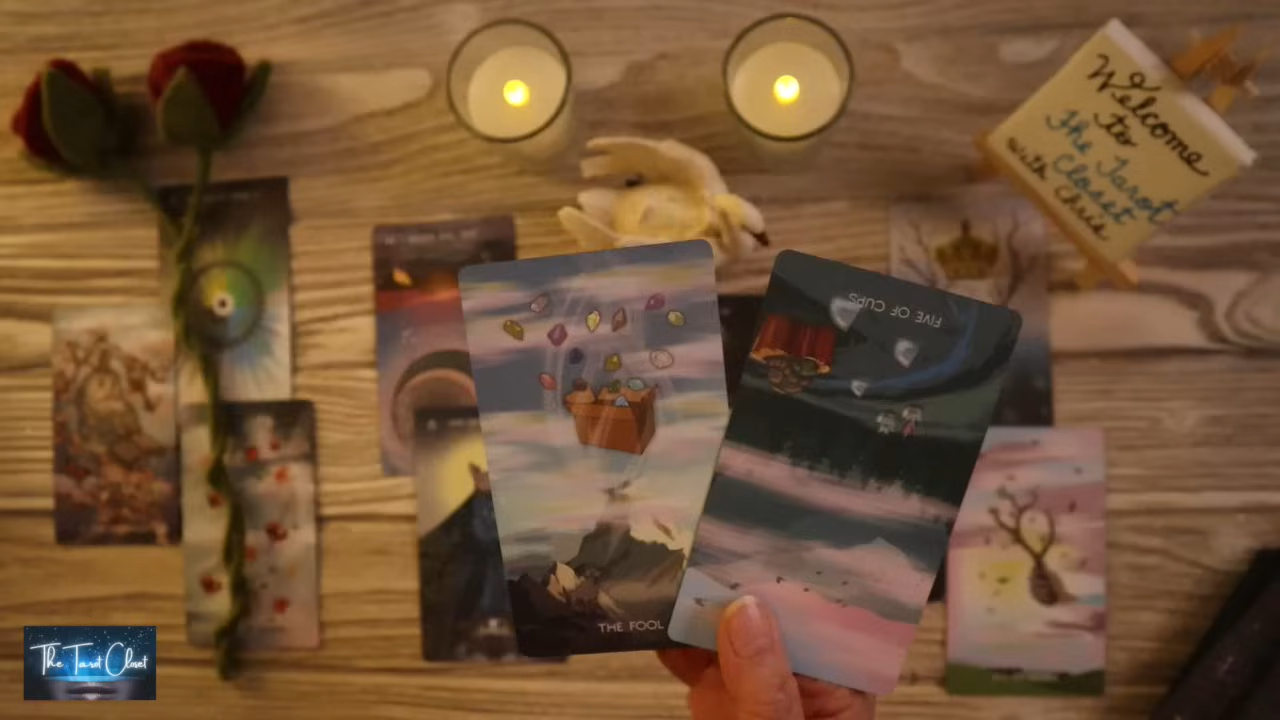 Welcome
to
The Tarot
Closet
with Chris
FIVE OF CUPS
THE FOOL
The Tarot Closet